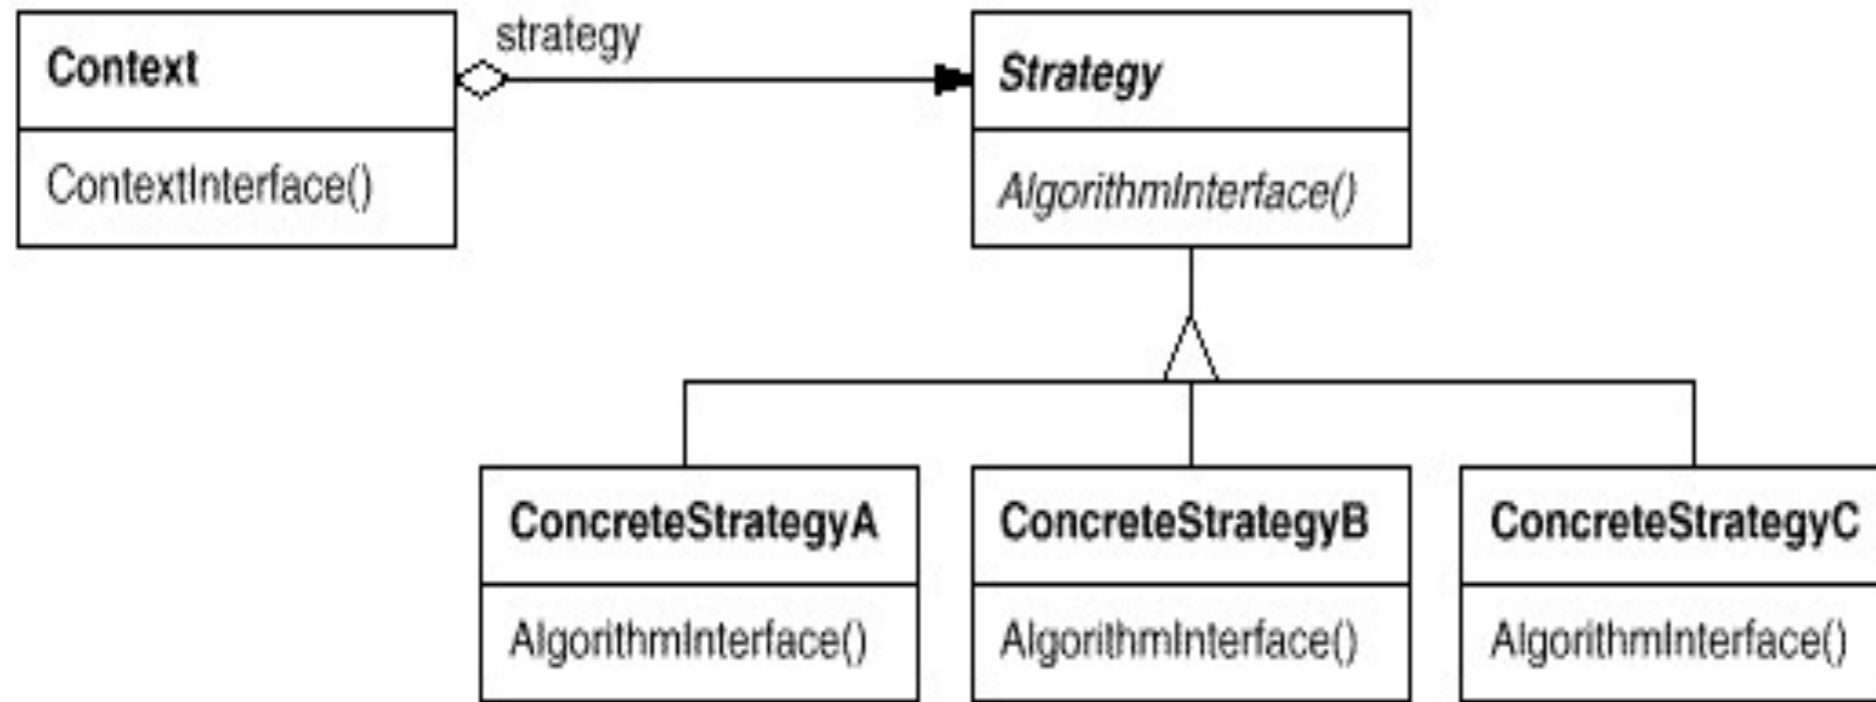 strategy
Context
Strategy
ContextInterface()
AlgorithmInterface()
ConcreteStrategyA
ConcreteStrategyB
ConcreteStrategyC
AlgorithmInterface()
AlgorithmInterface()
AlgorithmInterface()